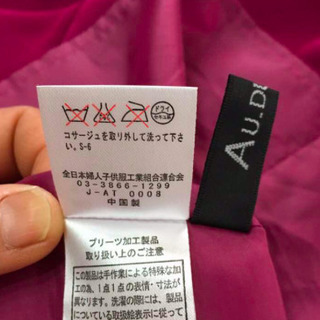 ドライ
セキユ系
コサージュを取り外して洗って下さ
い。S-6
全日本婦人子供服工業組合連合会
03-3866-1299
J-AT 0008
中国製
プリーツ加工製品
取り扱い上のご注意
この製品は手作業による特殊な加
工の為、1点1点の表情・寸法が
異なります。洗濯の際には、製品
についている取扱絵表示に従って
AU.DE